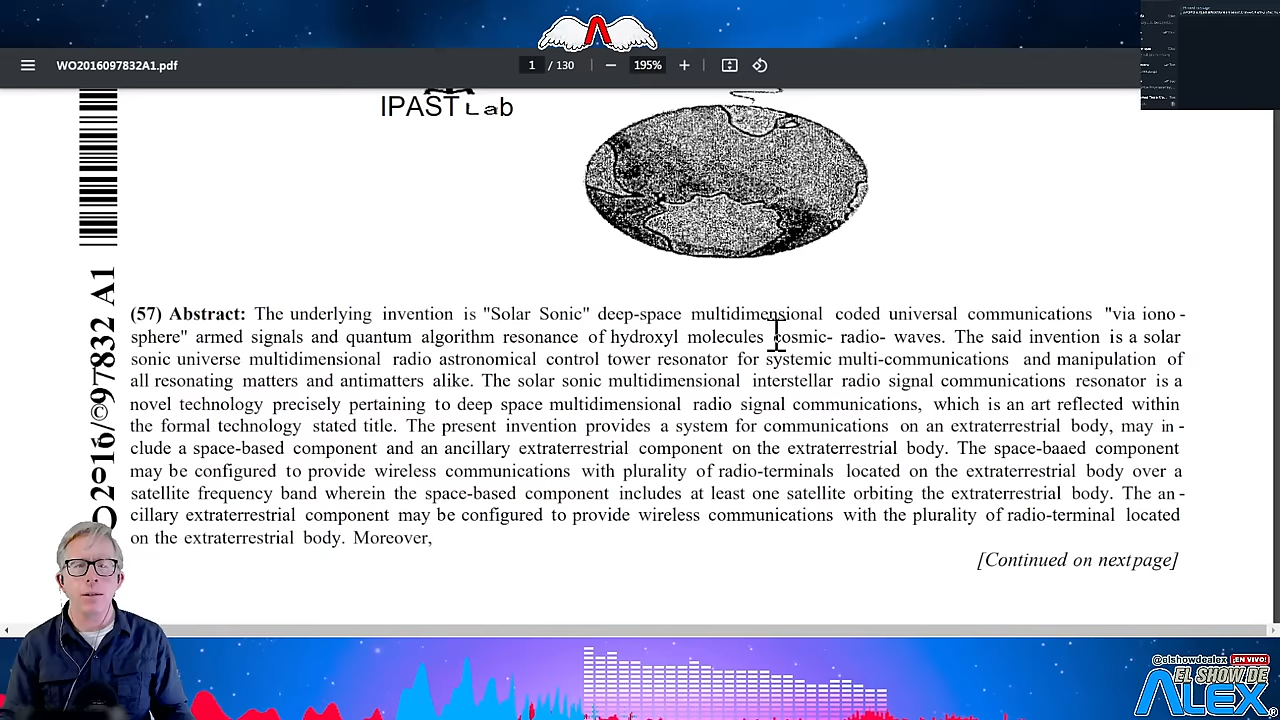 WO2016097832A1.pdf
1 / 130
195%
IPAST Lab
(57) Abstract: The underlying invention is "Solar Sonic" deep-space multidimensional coded universal communications "via iono-
sphere" armed signals and quantum algorithm resonance of hydroxyl molecules cosmic- radio- waves. The said invention is a solar
sonic universe multidimensional radio astronomical control tower resonator for systemic multi-communications and manipulation of
all resonating matters and antimatters alike. The solar sonic multidimensional interstellar radio signal communications resonator is a
novel technology precisely pertaining to deep space multidimensional radio signal communications, which is an art reflected within
the formal technology stated title. The present invention provides a system for communications on an extraterrestrial body, may in-
clude a space-based component and an ancillary extraterrestrial component on the extraterrestrial body. The space-baaed component
may be configured to provide wireless communications with plurality of radio-terminals located on the extraterrestrial body over a
satellite frequency band wherein the space-based component includes at least one satellite orbiting the extraterrestrial body. The an-
cillary extraterrestrial component may be configured to provide wireless communications with the plurality of radio-terminal located
on the extraterrestrial body. Moreover,
[Continued on nextpage]
O 2016/©97832 A1
@elshowdealex ¡EN VIVO!
EL SHOW DE
ALEX